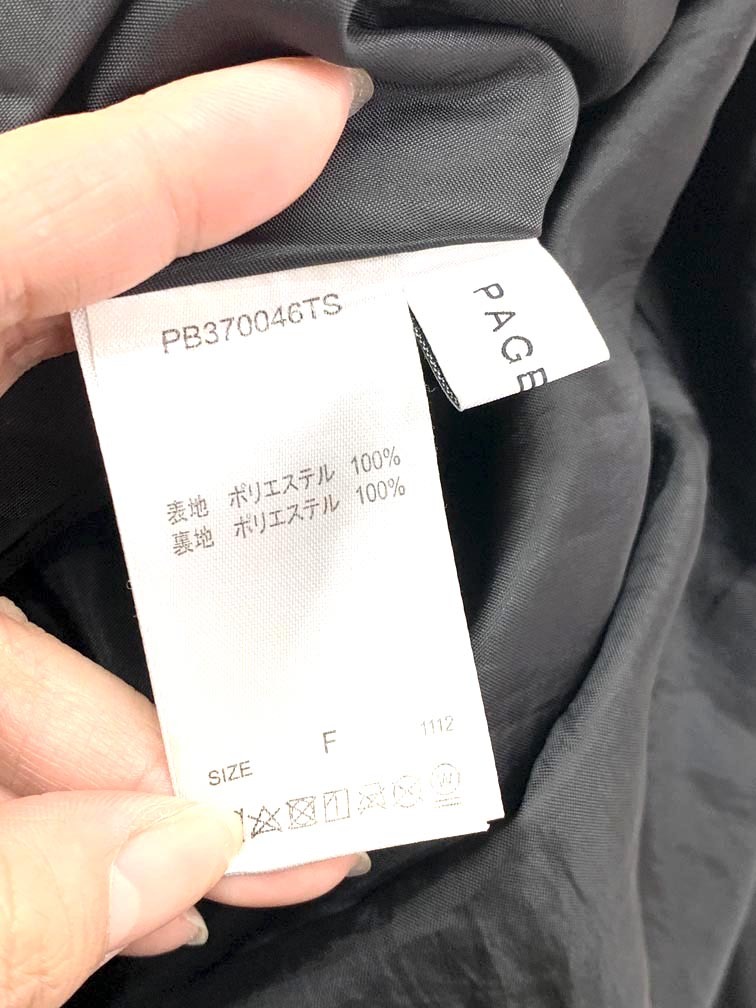 PB370046TS
PAGE
表地 ポリエステル 100%
裏地 ポリエステル 100%
SIZE F 1112
W